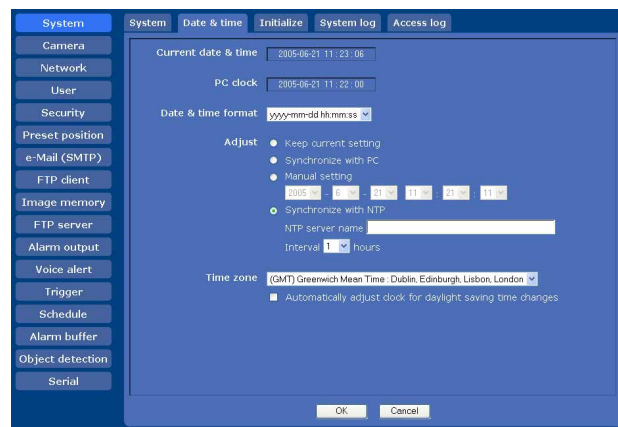 System
Camera
Network
User
Security
Preset position
e-Mail (SMTP)
FTP client
Image memory
FTP server
Alarm output
Voice alert
Trigger
Schedule
Alarm buffer
Object detection
Serial
System Date & time Initialize System log Access log
Current date & time 2005-06-21 11 : 23 : 06
PC clock 2005-06-21 11 : 22 : 00
Date & time format yyyy-mm-dd hh:mm:ss
Adjust Keep current setting
Synchronize with PC
Manual setting
2005 - 6 - 21 11 : 21 : 11
Synchronize with NTP
NTP server name
Interval 1 hours
Time zone (GMT) Greenwich Mean Time : Dublin, Edinburgh, Lisbon, London
Automatically adjust clock for daylight saving time changes
OK Cancel